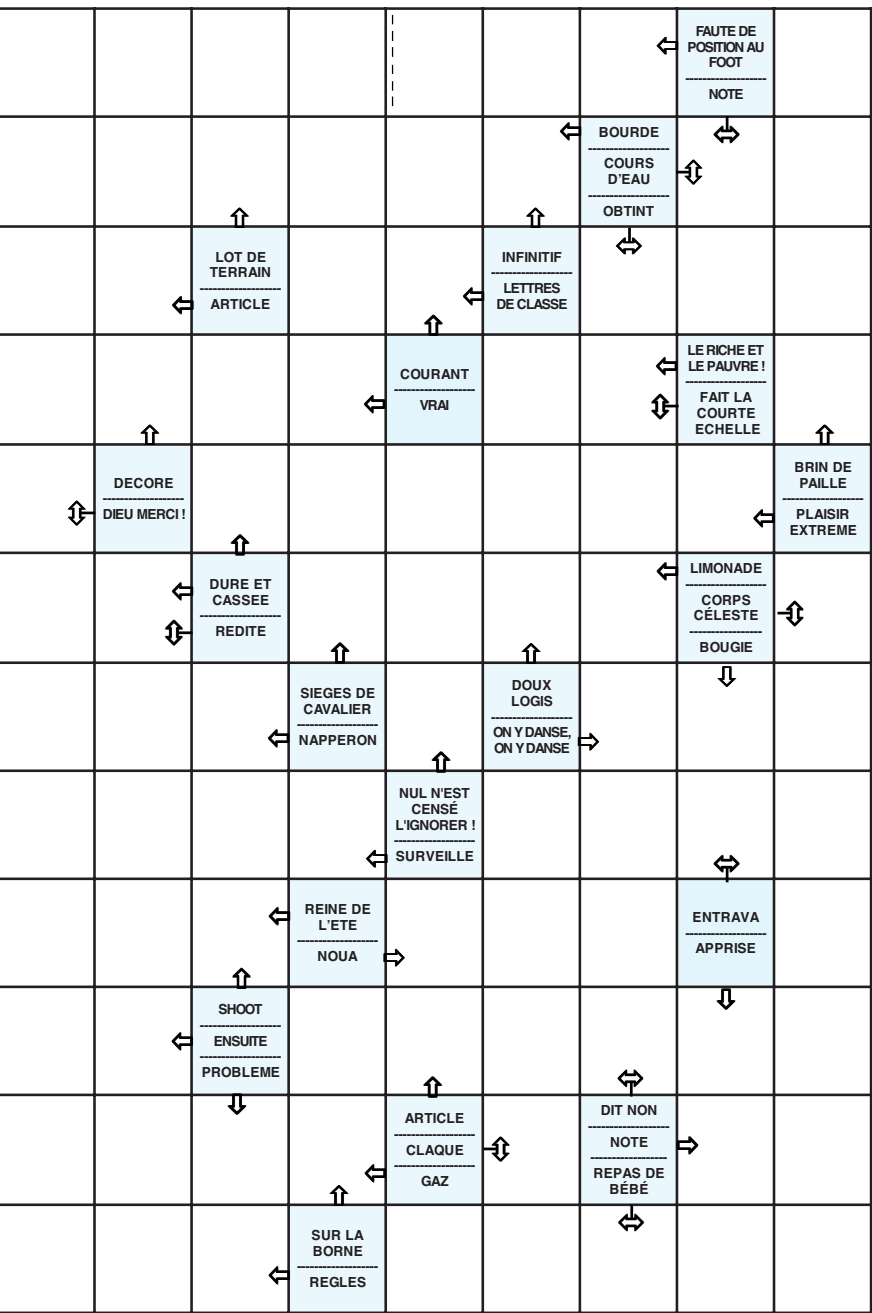 FAUTE DE
POSITION AU
FOOT
NOTE
BOURDE
COURS
D'EAU
OBTINT
LOT DE
TERRAIN
ARTICLE
INFINITIF
LETTRES
DE CLASSE
COURANT
VRAI
LE RICHE ET
LE PAUVRE !
FAIT LA
COURTE
ECHELLE
DECORE
DIEU MERCI !
BRIN DE
PAILLE
PLAISIR
EXTREME
DURE ET
CASSEE
REDITE
LIMONADE
CORPS
CÉLESTE
BOUGIE
SIEGES DE
CAVALIER
NAPPERON
DOUX
LOGIS
ON Y DANSE,
ON Y DANSE
NUL N'EST
CENSÉ
L'IGNORER !
SURVEILLE
REINE DE
L'ETE
NOUA
ENTRAVA
APPRISE
SHOOT
ENSUITE
PROBLEME
ARTICLE
CLAQUE
GAZ
DIT NON
NOTE
REPAS DE
BÉBÉ
SUR LA
BORNE
REGLES